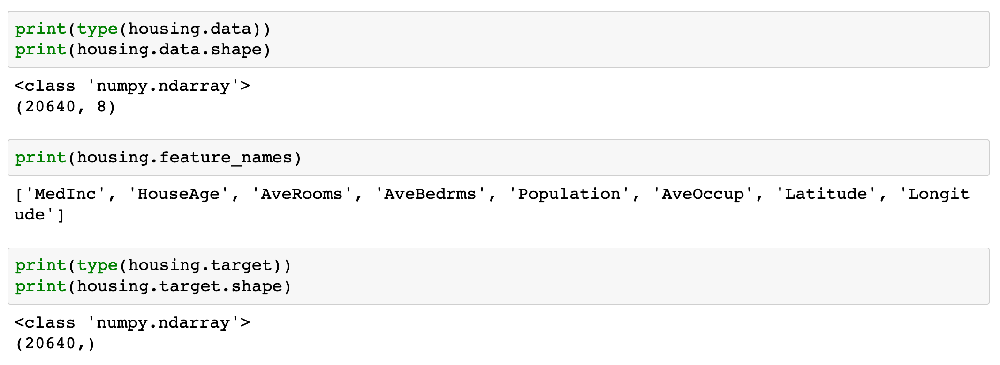 print(type(housing.data))
print(housing.data.shape)
<class 'numpy.ndarray'>
(20640, 8)
print(housing.feature_names)
['MedInc', 'HouseAge', 'AveRooms', 'AveBedrms', 'Population', 'AveOccup', 'Latitude', 'Longit
ude']
print(type(housing.target))
print(housing.target.shape)
<class 'numpy.ndarray'>
(20640,)